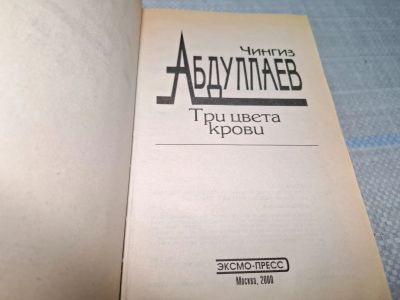 Чингиз
АБДУЛЛАЕВ
Три цвета
крови
ЭКСМО-ПРЕСС
Москва, 2000